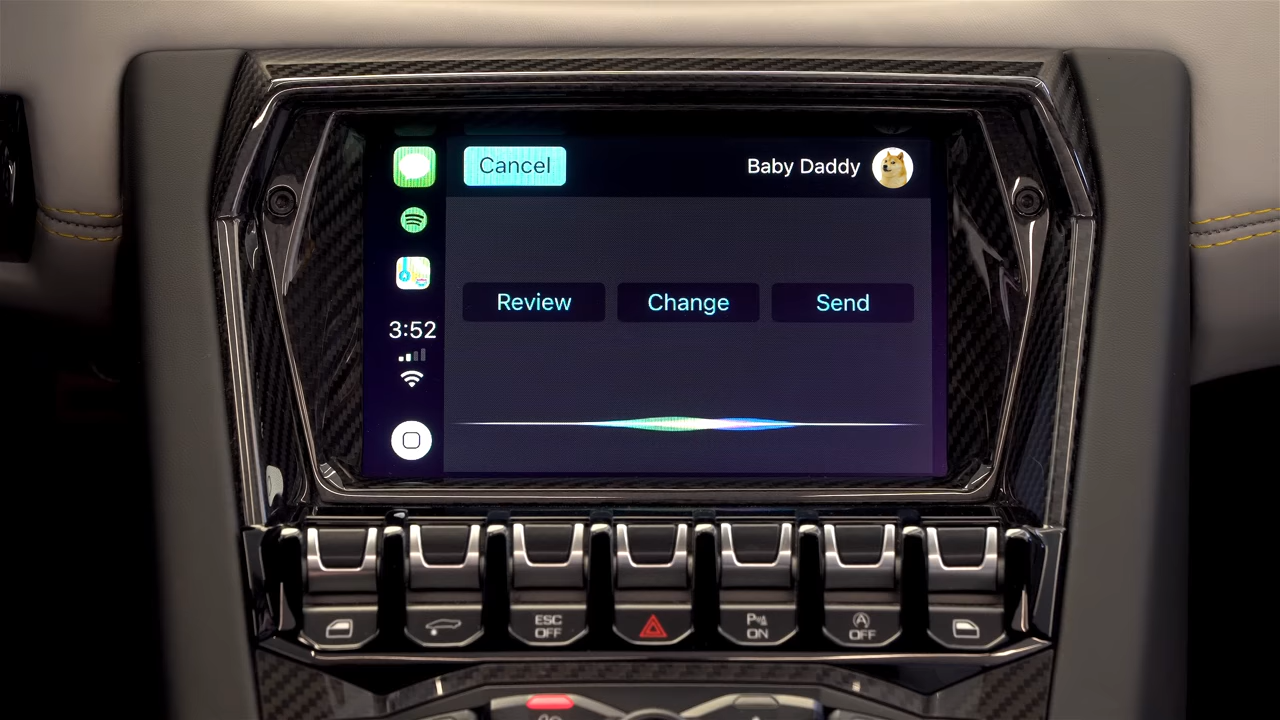 Cancel
Baby Daddy
Review Change Send
3:52
ESC
OFF
P
ON
A
OFF